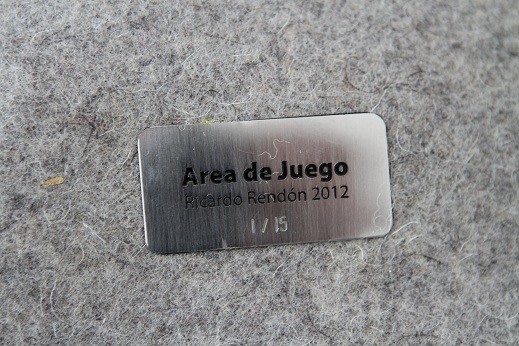 Area de Juego
Ricardo Rendón 2012
1 / 15